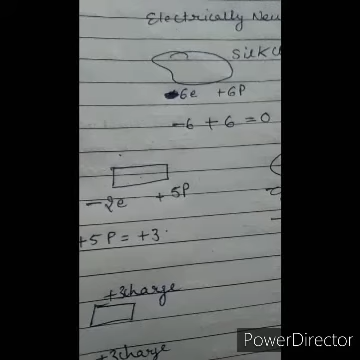 Electrically Neu
Silk
-6e +6P
-6 + 6 = 0
-2e +5P
+5P = +3
+3charge
+3charge
PowerDirector